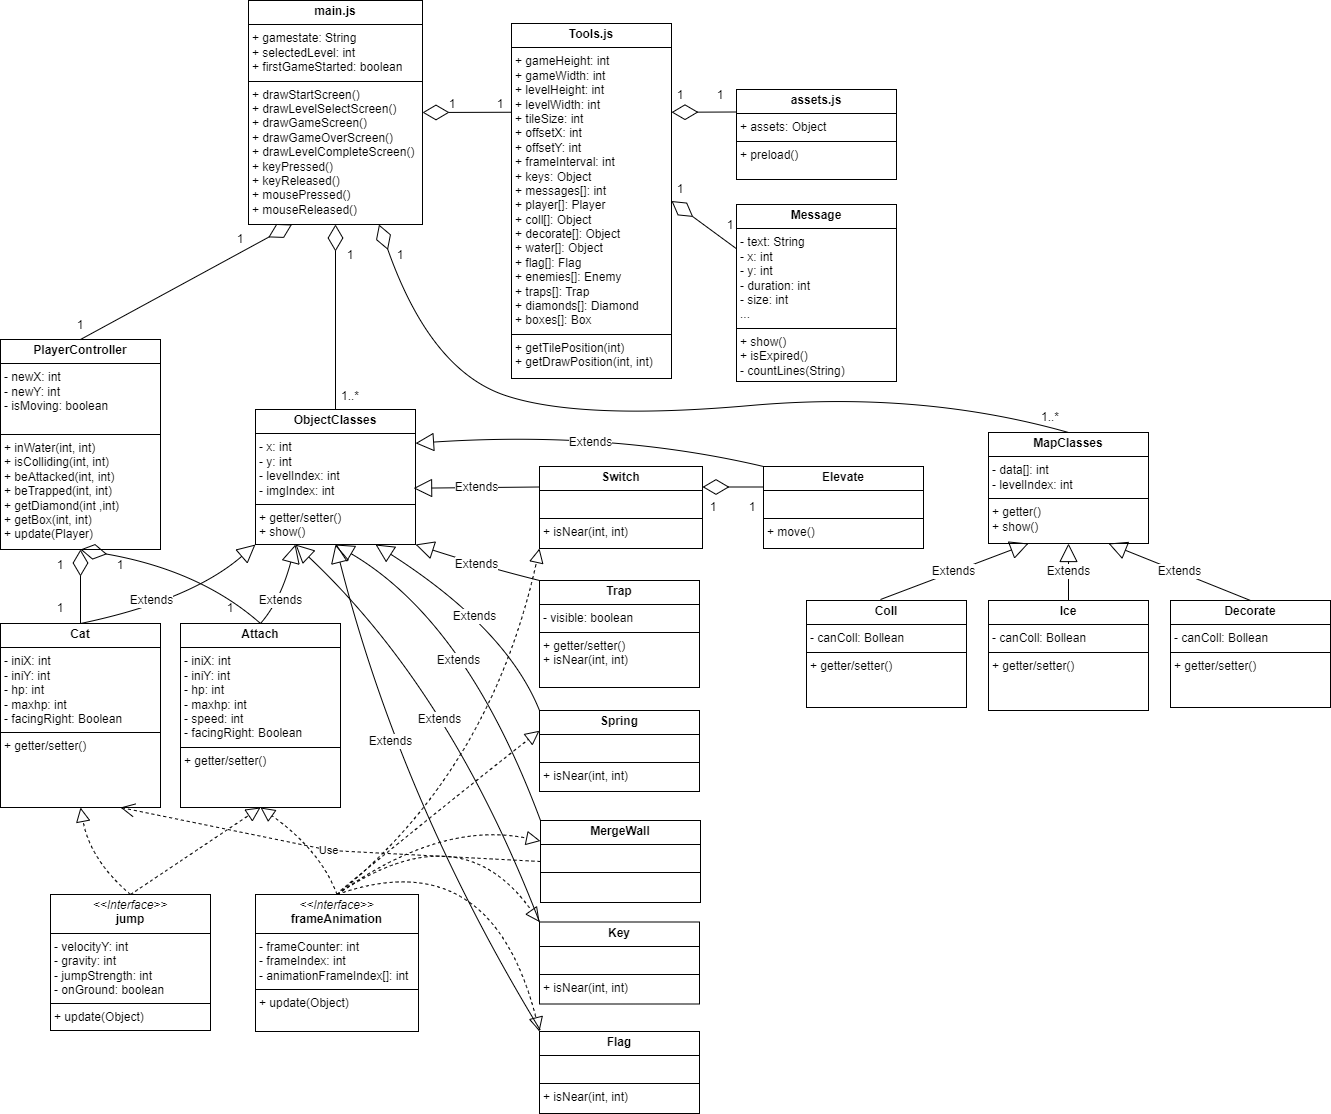 main.js
+ gamestate: String
+ selectedLevel: int
+ firstGameStarted: boolean
+ drawStartScreen()
+ drawLevelSelectScreen()
+ drawGameScreen()
+ drawGameOverScreen()
+ drawLevelCompleteScreen()
+ keyPressed()
+ keyReleased()
+ mousePressed()
+ mouseReleased()
1
1
Tools.js
+ gameHeight: int
+ gameWidth: int
+ levelHeight: int
+ levelWidth: int
+ tileSize: int
+ offsetX: int
+ offsetY: int
+ frameInterval: int
+ keys: Object
+ messages[]: int
+ player[]: Player
+ coll[]: Object
+ decorate[]: Object
+ water[]: Object
+ flag[]: Flag
+ enemies[]: Enemy
+ traps[]: Trap
+ diamonds[]: Diamond
+ boxes[]: Box
+ getTilePosition(int)
+ getDrawPosition(int, int)
1
1
assets.js
+ assets: Object
+ preload()
1
1
Message
- text: String
- x: int
- y: int
- duration: int
- size: int
...
+ show()
+ isExpired()
- countLines(String)
1
1
1
1
1..*
1..*
PlayerController
- newX: int
- newY: int
- isMoving: boolean
+ inWater(int, int)
+ isColliding(int, int)
+ beAttacked(int, int)
+ beTrapped(int, int)
+ getDiamond(int ,int)
+ getBox(int, int)
+ update(Player)
ObjectClasses
- x: int
- y: int
- levelIndex: int
- imgIndex: int
+ getter/setter()
+ show()
Extends
Extends
Switch
+ isNear(int, int)
1
1
Elevate
+ move()
MapClasses
- data[]: int
- levelIndex: int
+ getter()
+ show()
Extends
Extends
Extends
Coll
- canColl: Bollean
+ getter/setter()
Ice
- canColl: Bollean
+ getter/setter()
Decorate
- canColl: Bollean
+ getter/setter()
1
1
1
1
Extends
Extends
Extends
Extends
Extends
Extends
Extends
Cat
- iniX: int
- iniY: int
- hp: int
- maxhp: int
- facingRight: Boolean
+ getter/setter()
Attach
- iniX: int
- iniY: int
- hp: int
- maxhp: int
- speed: int
- facingRight: Boolean
+ getter/setter()
Trap
- visible: boolean
+ getter/setter()
+ isNear(int, int)
Spring
+ isNear(int, int)
MergeWall
Use
<<Interface>>
jump
- velocityY: int
- gravity: int
- jumpStrength: int
- onGround: boolean
+ update(Object)
<<Interface>>
frameAnimation
- frameCounter: int
- frameIndex: int
- animationFrameIndex[]: int
+ update(Object)
Key
+ isNear(int, int)
Flag
+ isNear(int, int)